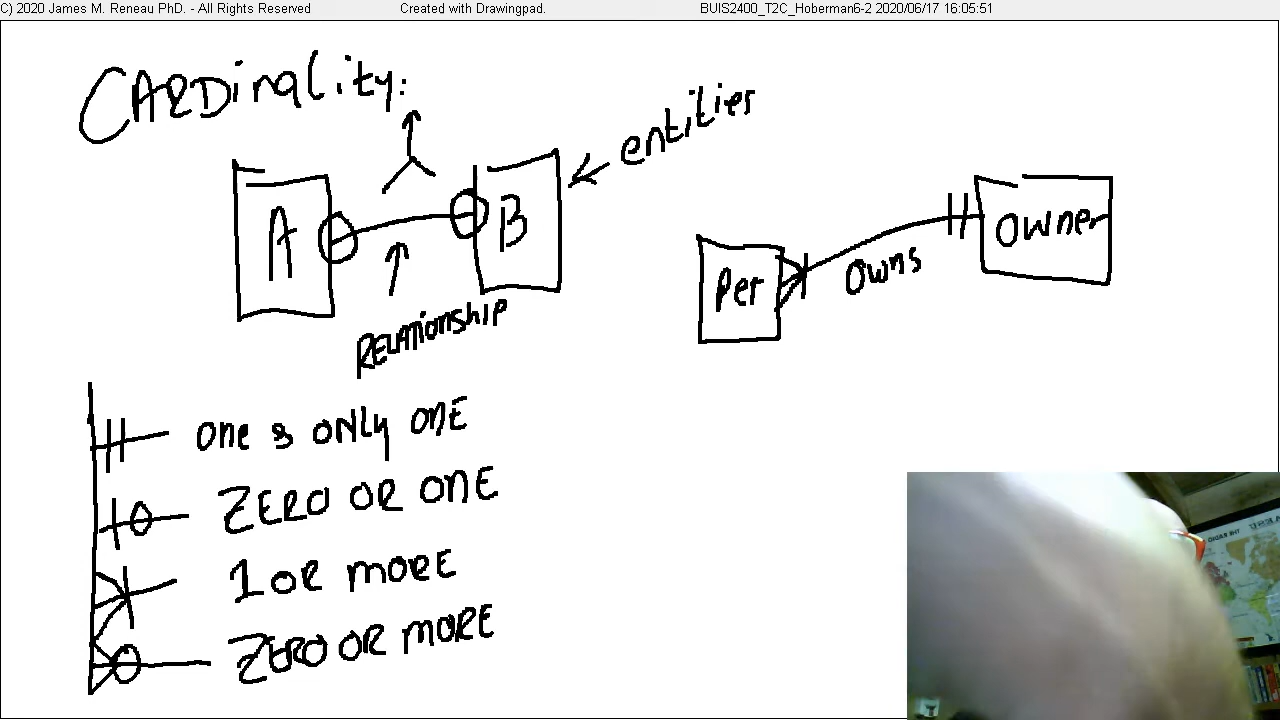 (C) 2020 James M. Reneau PhD. - All Rights Reserved Created with Drawingpad. BUIS2400_T2C_Hoberman6-2 2020/06/17 16:05:51
CARDinality:
entities
A B
RELAtionsHIP
Pet Owns Owner
one & ONLY ONE
ZERO OR ONE
1 OR MORE
ZERO OR MORE